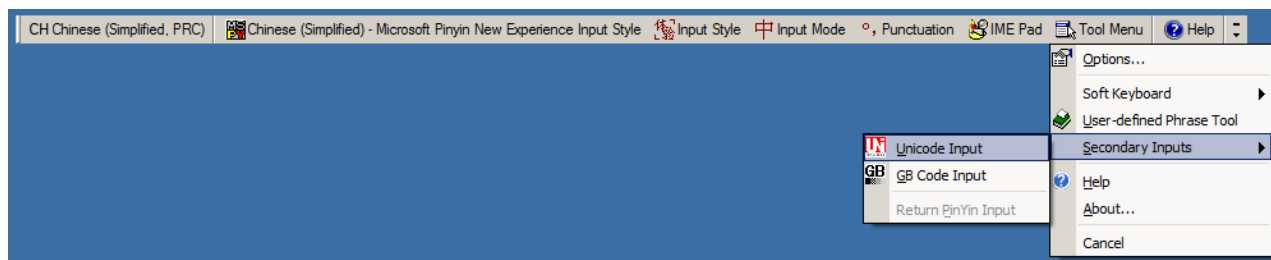 CH Chinese (Simplified, PRC) Chinese (Simplified) - Microsoft Pinyin New Experience Input Style Input Style 中 Input Mode °, Punctuation IME Pad Tool Menu ? Help
Options...
Soft Keyboard
User-defined Phrase Tool
Secondary Inputs
Unicode Input
GB GB Code Input
Return PinYin Input
? Help
About...
Cancel